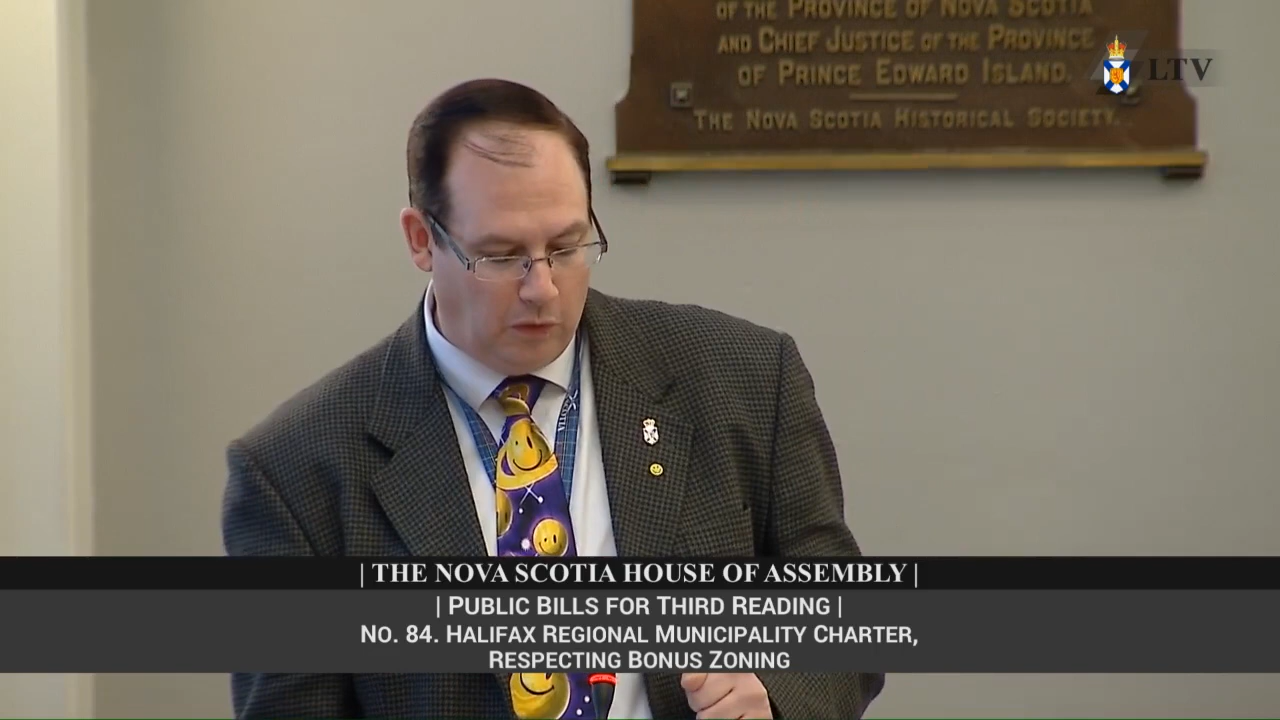 OF THE PROVINCE OF NOVA SCOTIA
AND CHIEF JUSTICE OF THE PROVINCE
OF PRINCE EDWARD ISLAND.
THE NOVA SCOTIA HISTORICAL SOCIETY.
LTV
SCOTIA
| THE NOVA SCOTIA HOUSE OF ASSEMBLY |
| PUBLIC BILLS FOR THIRD READING |
NO. 84. HALIFAX REGIONAL MUNICIPALITY CHARTER,
RESPECTING BONUS ZONING